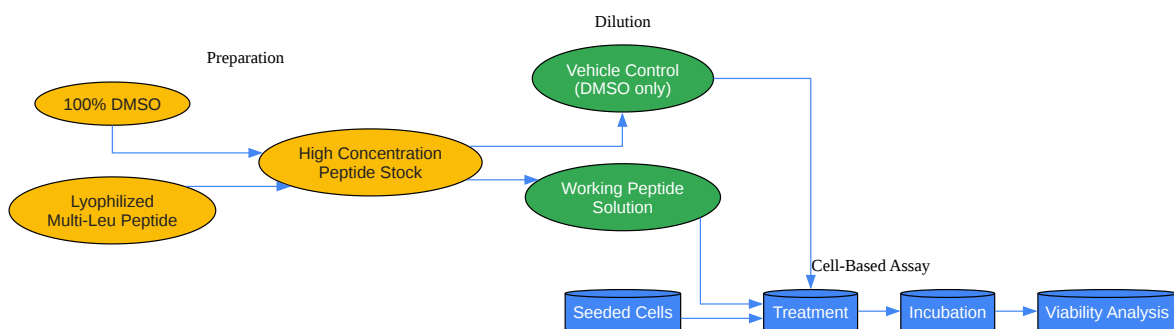 Dilution
Preparation
Vehicle Control
(DMSO only)
100% DMSO
High Concentration
Peptide Stock
Lyophilized
Multi-Leu Peptide
Working Peptide
Solution
Cell-Based Assay
Seeded Cells
Treatment
Incubation
Viability Analysis